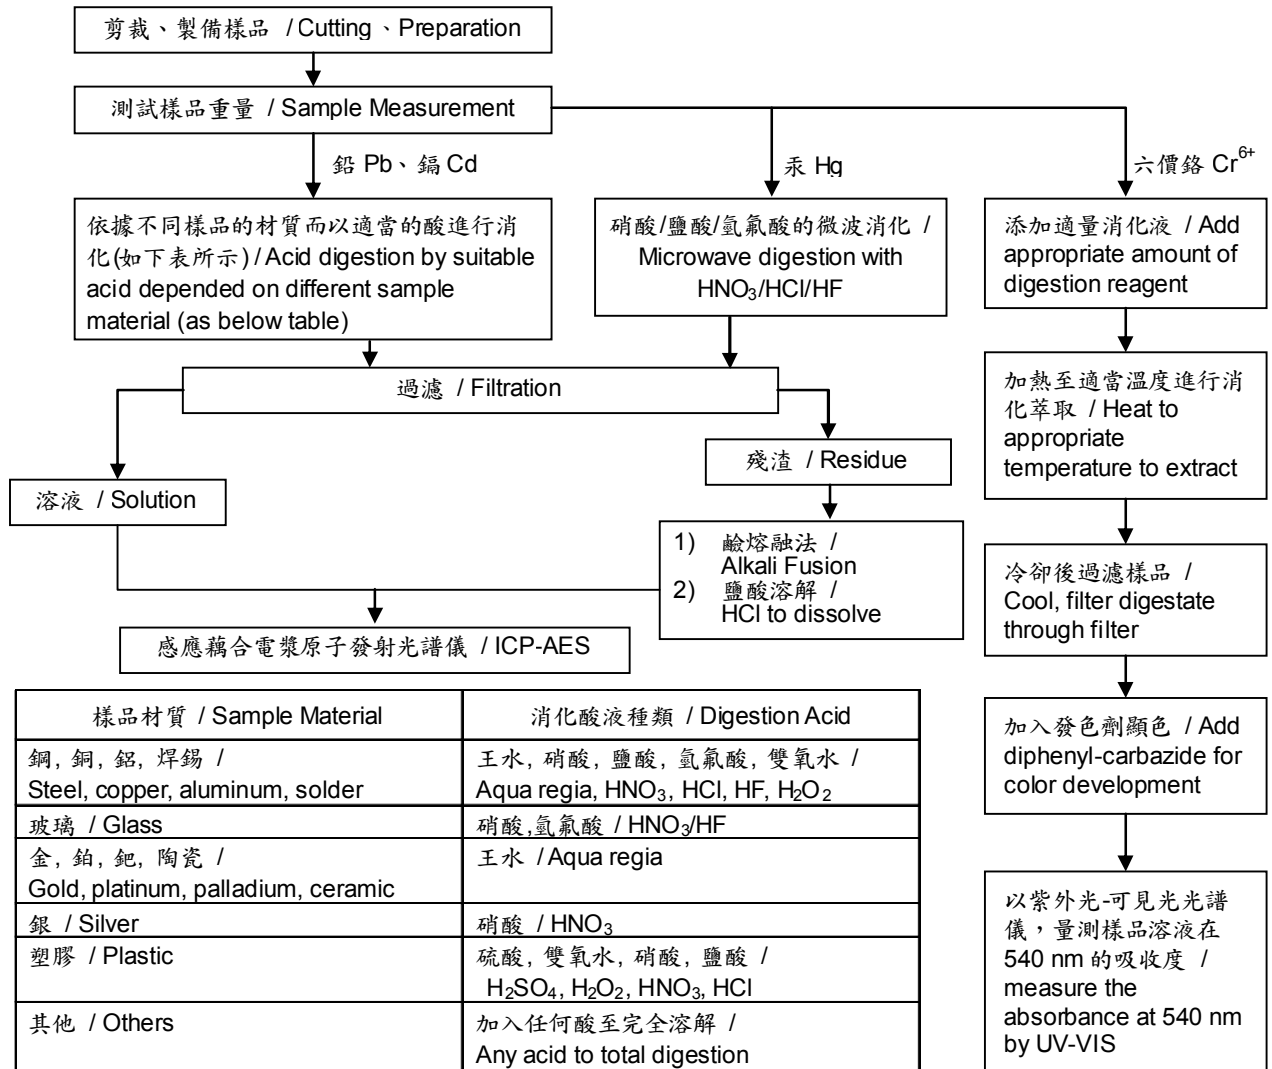 剪裁、製備樣品 / Cutting、Preparation
測試樣品重量 / Sample Measurement
鉛 Pb、鎘 Cd
汞 Hg
六價鉻 Cr6+
依據不同樣品的材質而以適當的酸進行消
化(如下表所示) / Acid digestion by suitable
acid depended on different sample
material (as below table)
硝酸/鹽酸/氫氟酸的微波消化 /
Microwave digestion with
HNO3/HCl/HF
添加適量消化液 / Add
appropriate amount of
digestion reagent
過濾 / Filtration
加熱至適當溫度進行消
化萃取 / Heat to
appropriate
temperature to extract
溶液 / Solution
殘渣 / Residue
1) 鹼熔融法 /
Alkali Fusion
2) 鹽酸溶解 /
HCl to dissolve
冷卻後過濾樣品 /
Cool, filter digestate
through filter
感應藕合電漿原子發射光譜儀 / ICP-AES
加入發色劑顯色 / Add
diphenyl-carbazide for
color development
以紫外光-可見光光譜
儀，量測樣品溶液在
540 nm 的吸收度 /
measure the
absorbance at 540 nm
by UV-VIS
樣品材質 / Sample Material
消化酸液種類 / Digestion Acid
鋼, 銅, 鋁, 焊錫 /
Steel, copper, aluminum, solder
王水, 硝酸, 鹽酸, 氫氟酸, 雙氧水 /
Aqua regia, HNO3, HCl, HF, H2O2
玻璃 / Glass
硝酸,氫氟酸 / HNO3/HF
金, 鉑, 鈀, 陶瓷 /
Gold, platinum, palladium, ceramic
王水 / Aqua regia
銀 / Silver
硝酸 / HNO3
塑膠 / Plastic
硫酸, 雙氧水, 硝酸, 鹽酸 /
H2SO4, H2O2, HNO3, HCl
其他 / Others
加入任何酸至完全溶解 /
Any acid to total digestion